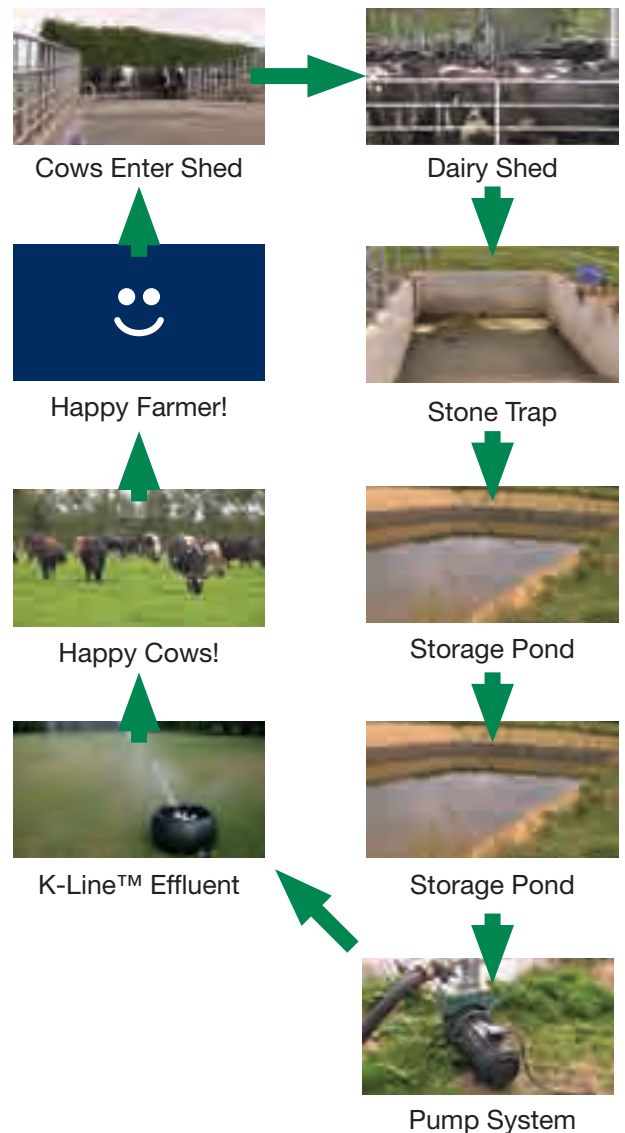 Cows Enter Shed
Dairy Shed
Happy Farmer!
Stone Trap
Happy Cows!
Storage Pond
K-Line™ Effluent
Storage Pond
Pump System